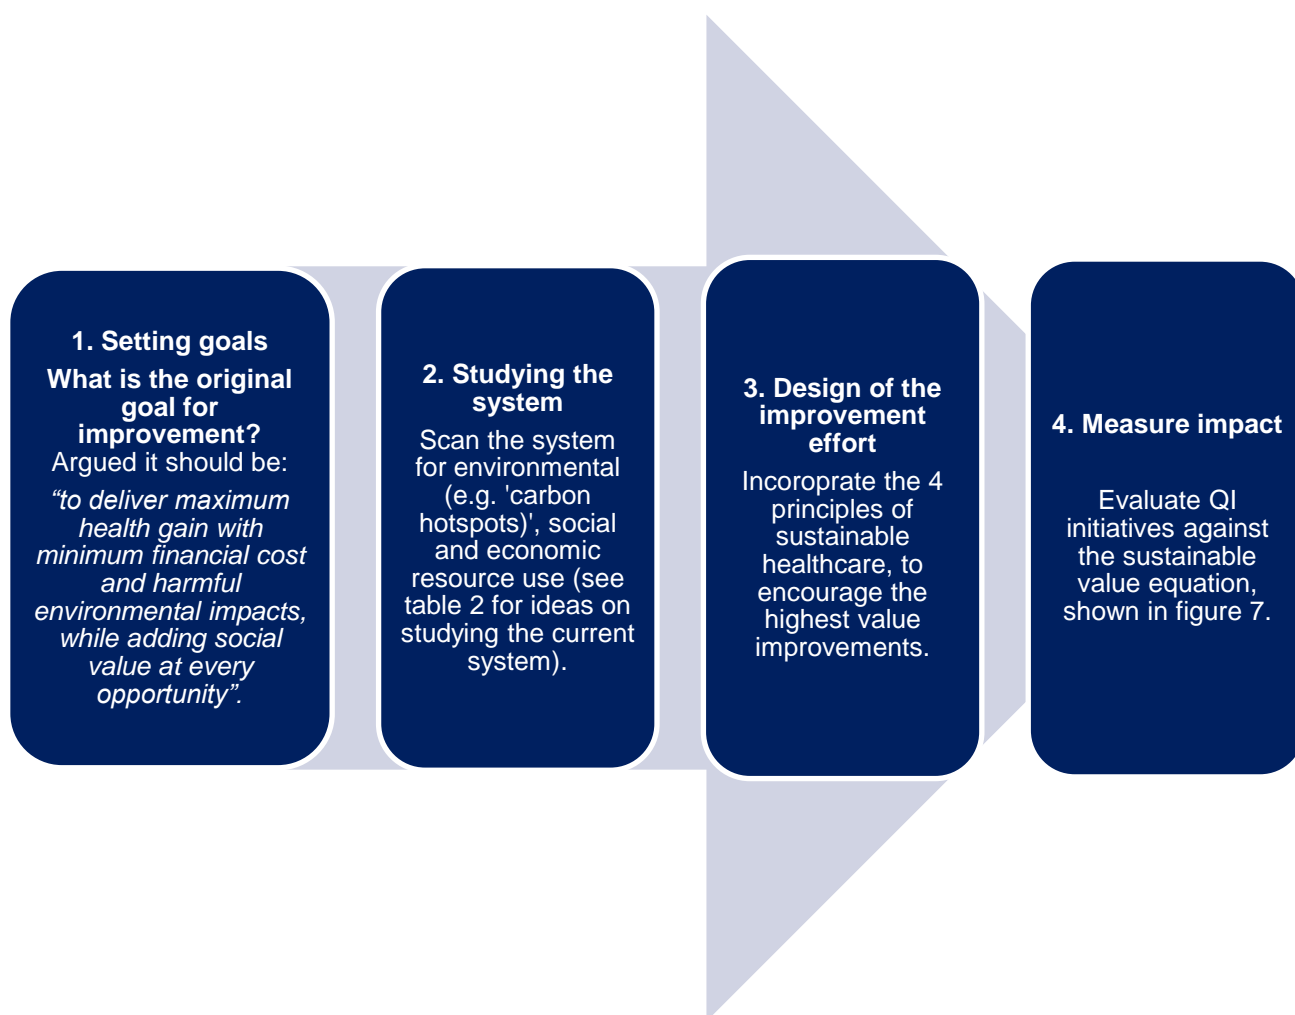 1. Setting goals
What is the original
goal for
improvement?
Argued it should be:
“to deliver maximum
health gain with
minimum financial cost
and harmful
environmental impacts,
while adding social
value at every
opportunity”.
2. Studying the
system
Scan the system
for environmental
(e.g. 'carbon
hotspots)', social
and economic
resource use (see
table 2 for ideas on
studying the current
system).
3. Design of the
improvement
effort
Incoroprate the 4
principles of
sustainable
healthcare, to
encourage the
highest value
improvements.
4. Measure impact
Evaluate QI
initiatives against
the sustainable
value equation,
shown in figure 7.